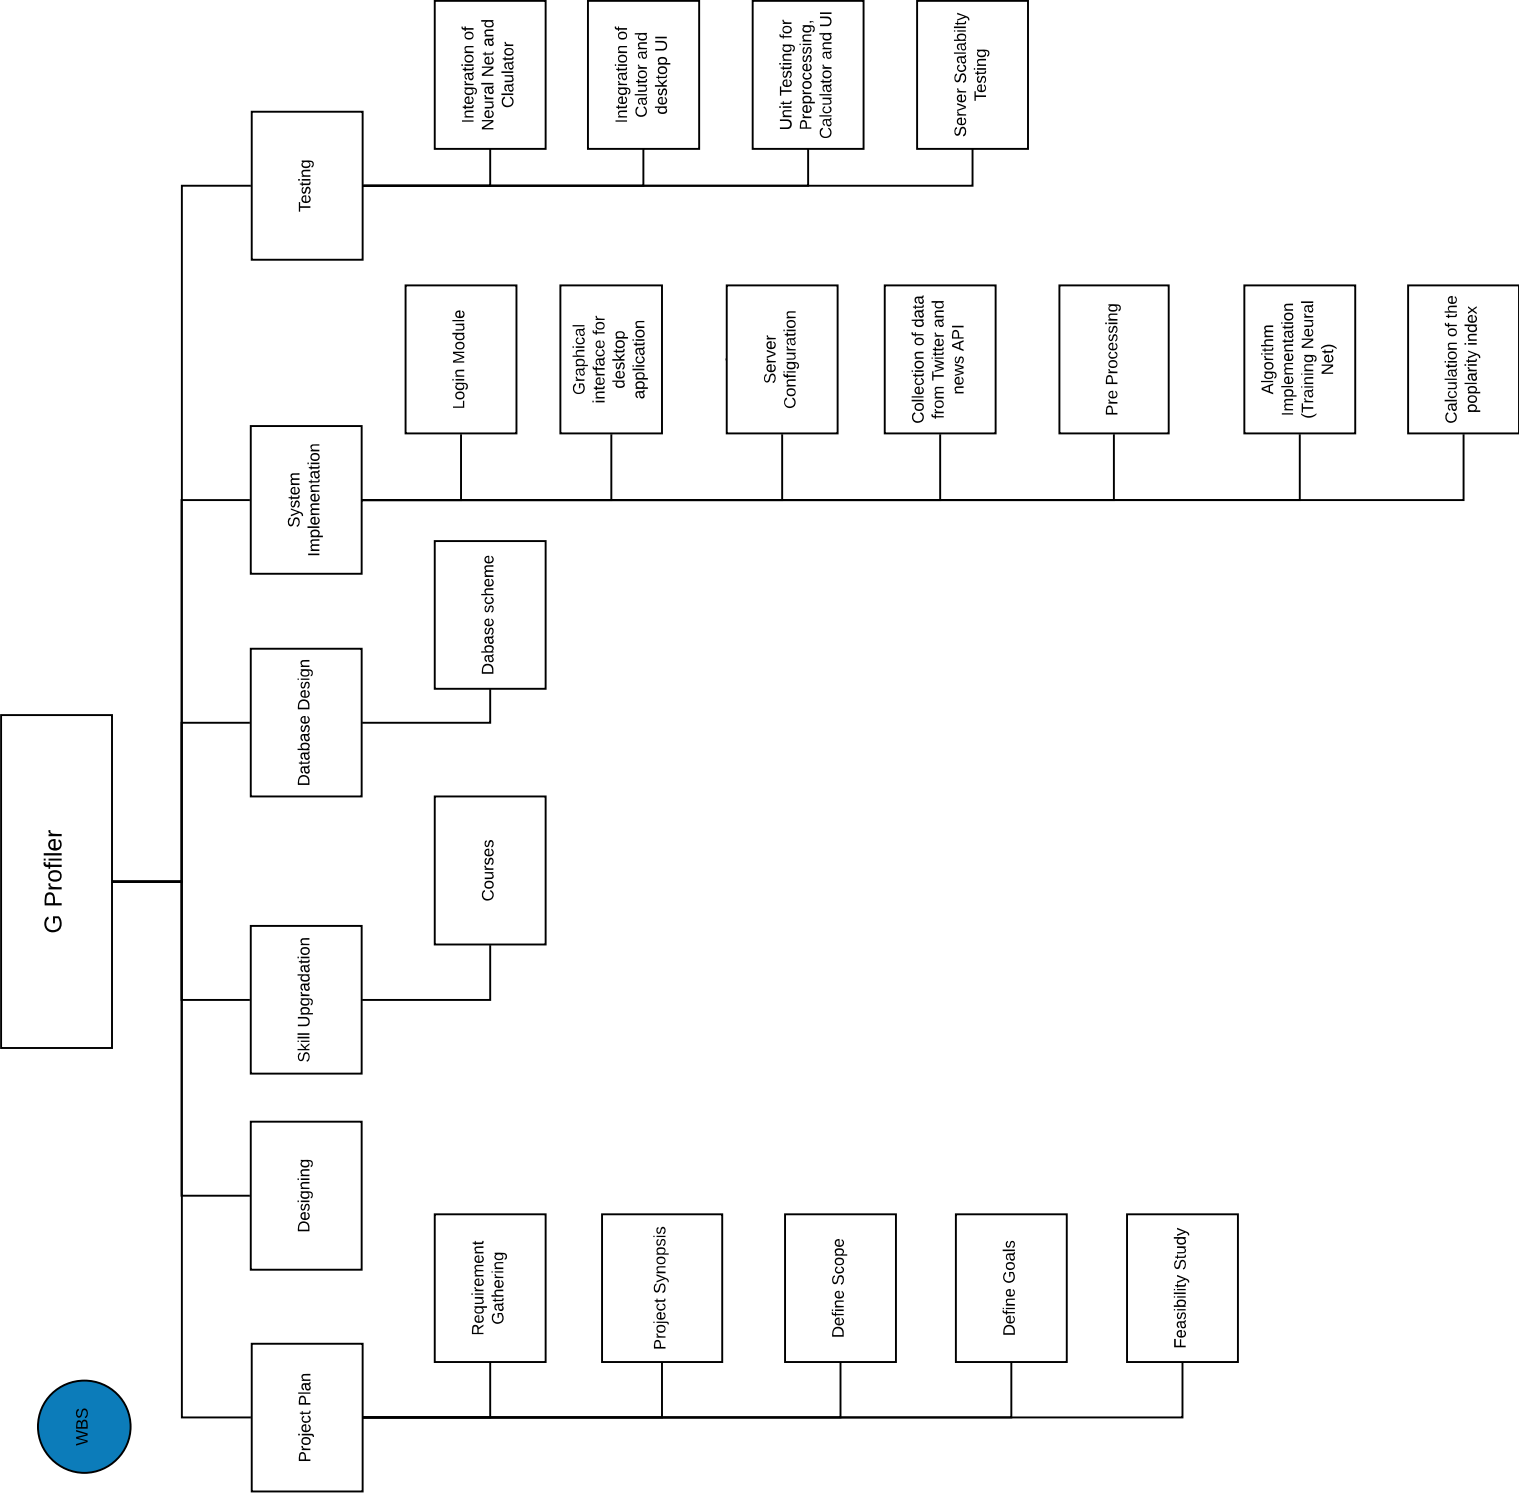 WBS
G Profiler
Project Plan
Requirement
Gathering
Project Synopsis
Define Scope
Define Goals
Feasibility Study
Designing
Skill Upgradation
Courses
Database Design
Dabase scheme
System
Implementation
Login Module
Graphical
interface for
desktop
application
Server
Configuration
Collection of data
from Twitter and
news API
Pre Processing
Algorithm
Implementation
(Training Neural
Net)
Calculation of the
poplarity index
Testing
Integration of
Neural Net and
Claulator
Integration of
Calutor and
desktop UI
Unit Testing for
Preprocessing,
Calculator and UI
Server Scalabilty
Testing